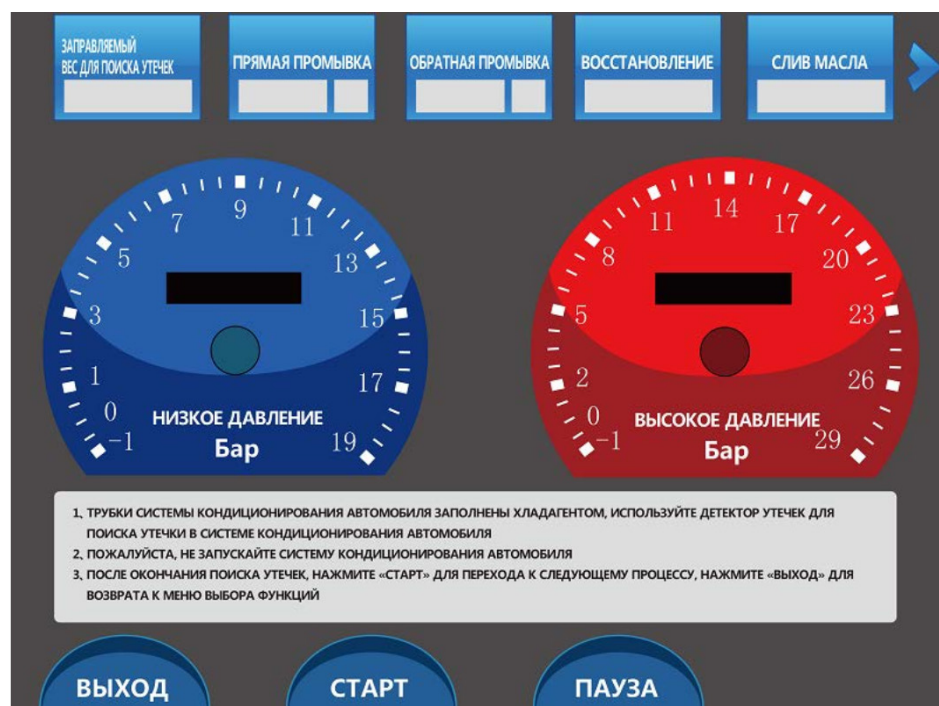 ЗАПРАВЛЯЕМЫЙ
ВЕС ДЛЯ ПОИСКА УТЕЧЕК
ПРЯМАЯ ПРОМЫВКА
ОБРАТНАЯ ПРОМЫВКА
ВОССТАНОВЛЕНИЕ
СЛИВ МАСЛА
-1
0
1
3
5
7
9
11
13
15
17
19
НИЗКОЕ ДАВЛЕНИЕ
Бар
-1
0
2
5
8
11
14
17
20
23
26
29
ВЫСОКОЕ ДАВЛЕНИЕ
Бар
1、ТРУБКИ СИСТЕМЫ КОНДИЦИОНИРОВАНИЯ АВТОМОБИЛЯ ЗАПОЛНЕНЫ ХЛАДАГЕНТОМ, ИСПОЛЬЗУЙТЕ ДЕТЕКТОР УТЕЧЕК ДЛЯ
ПОИСКА УТЕЧКИ В СИСТЕМЕ КОНДИЦИОНИРОВАНИЯ АВТОМОБИЛЯ
2、ПОЖАЛУЙСТА, НЕ ЗАПУСКАЙТЕ СИСТЕМУ КОНДИЦИОНИРОВАНИЯ АВТОМОБИЛЯ
3、ПОСЛЕ ОКОНЧАНИЯ ПОИСКА УТЕЧЕК, НАЖМИТЕ «СТАРТ» ДЛЯ ПЕРЕХОДА К СЛЕДУЮЩЕМУ ПРОЦЕССУ, НАЖМИТЕ «ВЫХОД» ДЛЯ
ВОЗВРАТА К МЕНЮ ВЫБОРА ФУНКЦИЙ
ВЫХОД
СТАРТ
ПАУЗА